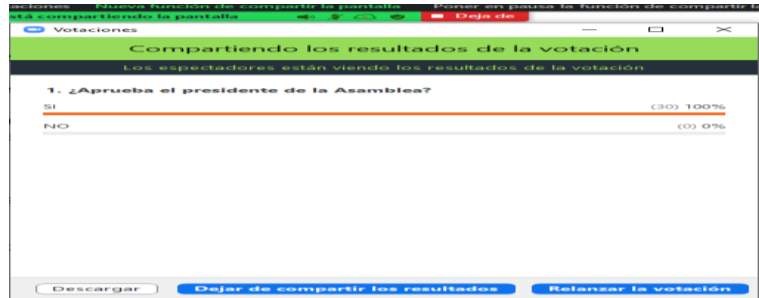 aciones Nueva función de compartir la pantalla Poner en pausa la función de compartir la
stá compartiendo la pantalla Deja de
Votaciones
Compartiendo los resultados de la votación
Los espectadores están viendo los resultados de la votación
1. ¿Aprueba el presidente de la Asamblea?
SI (30) 100%
NO (0) 0%
Descargar Dejar de compartir los resultados Relanzar la votación